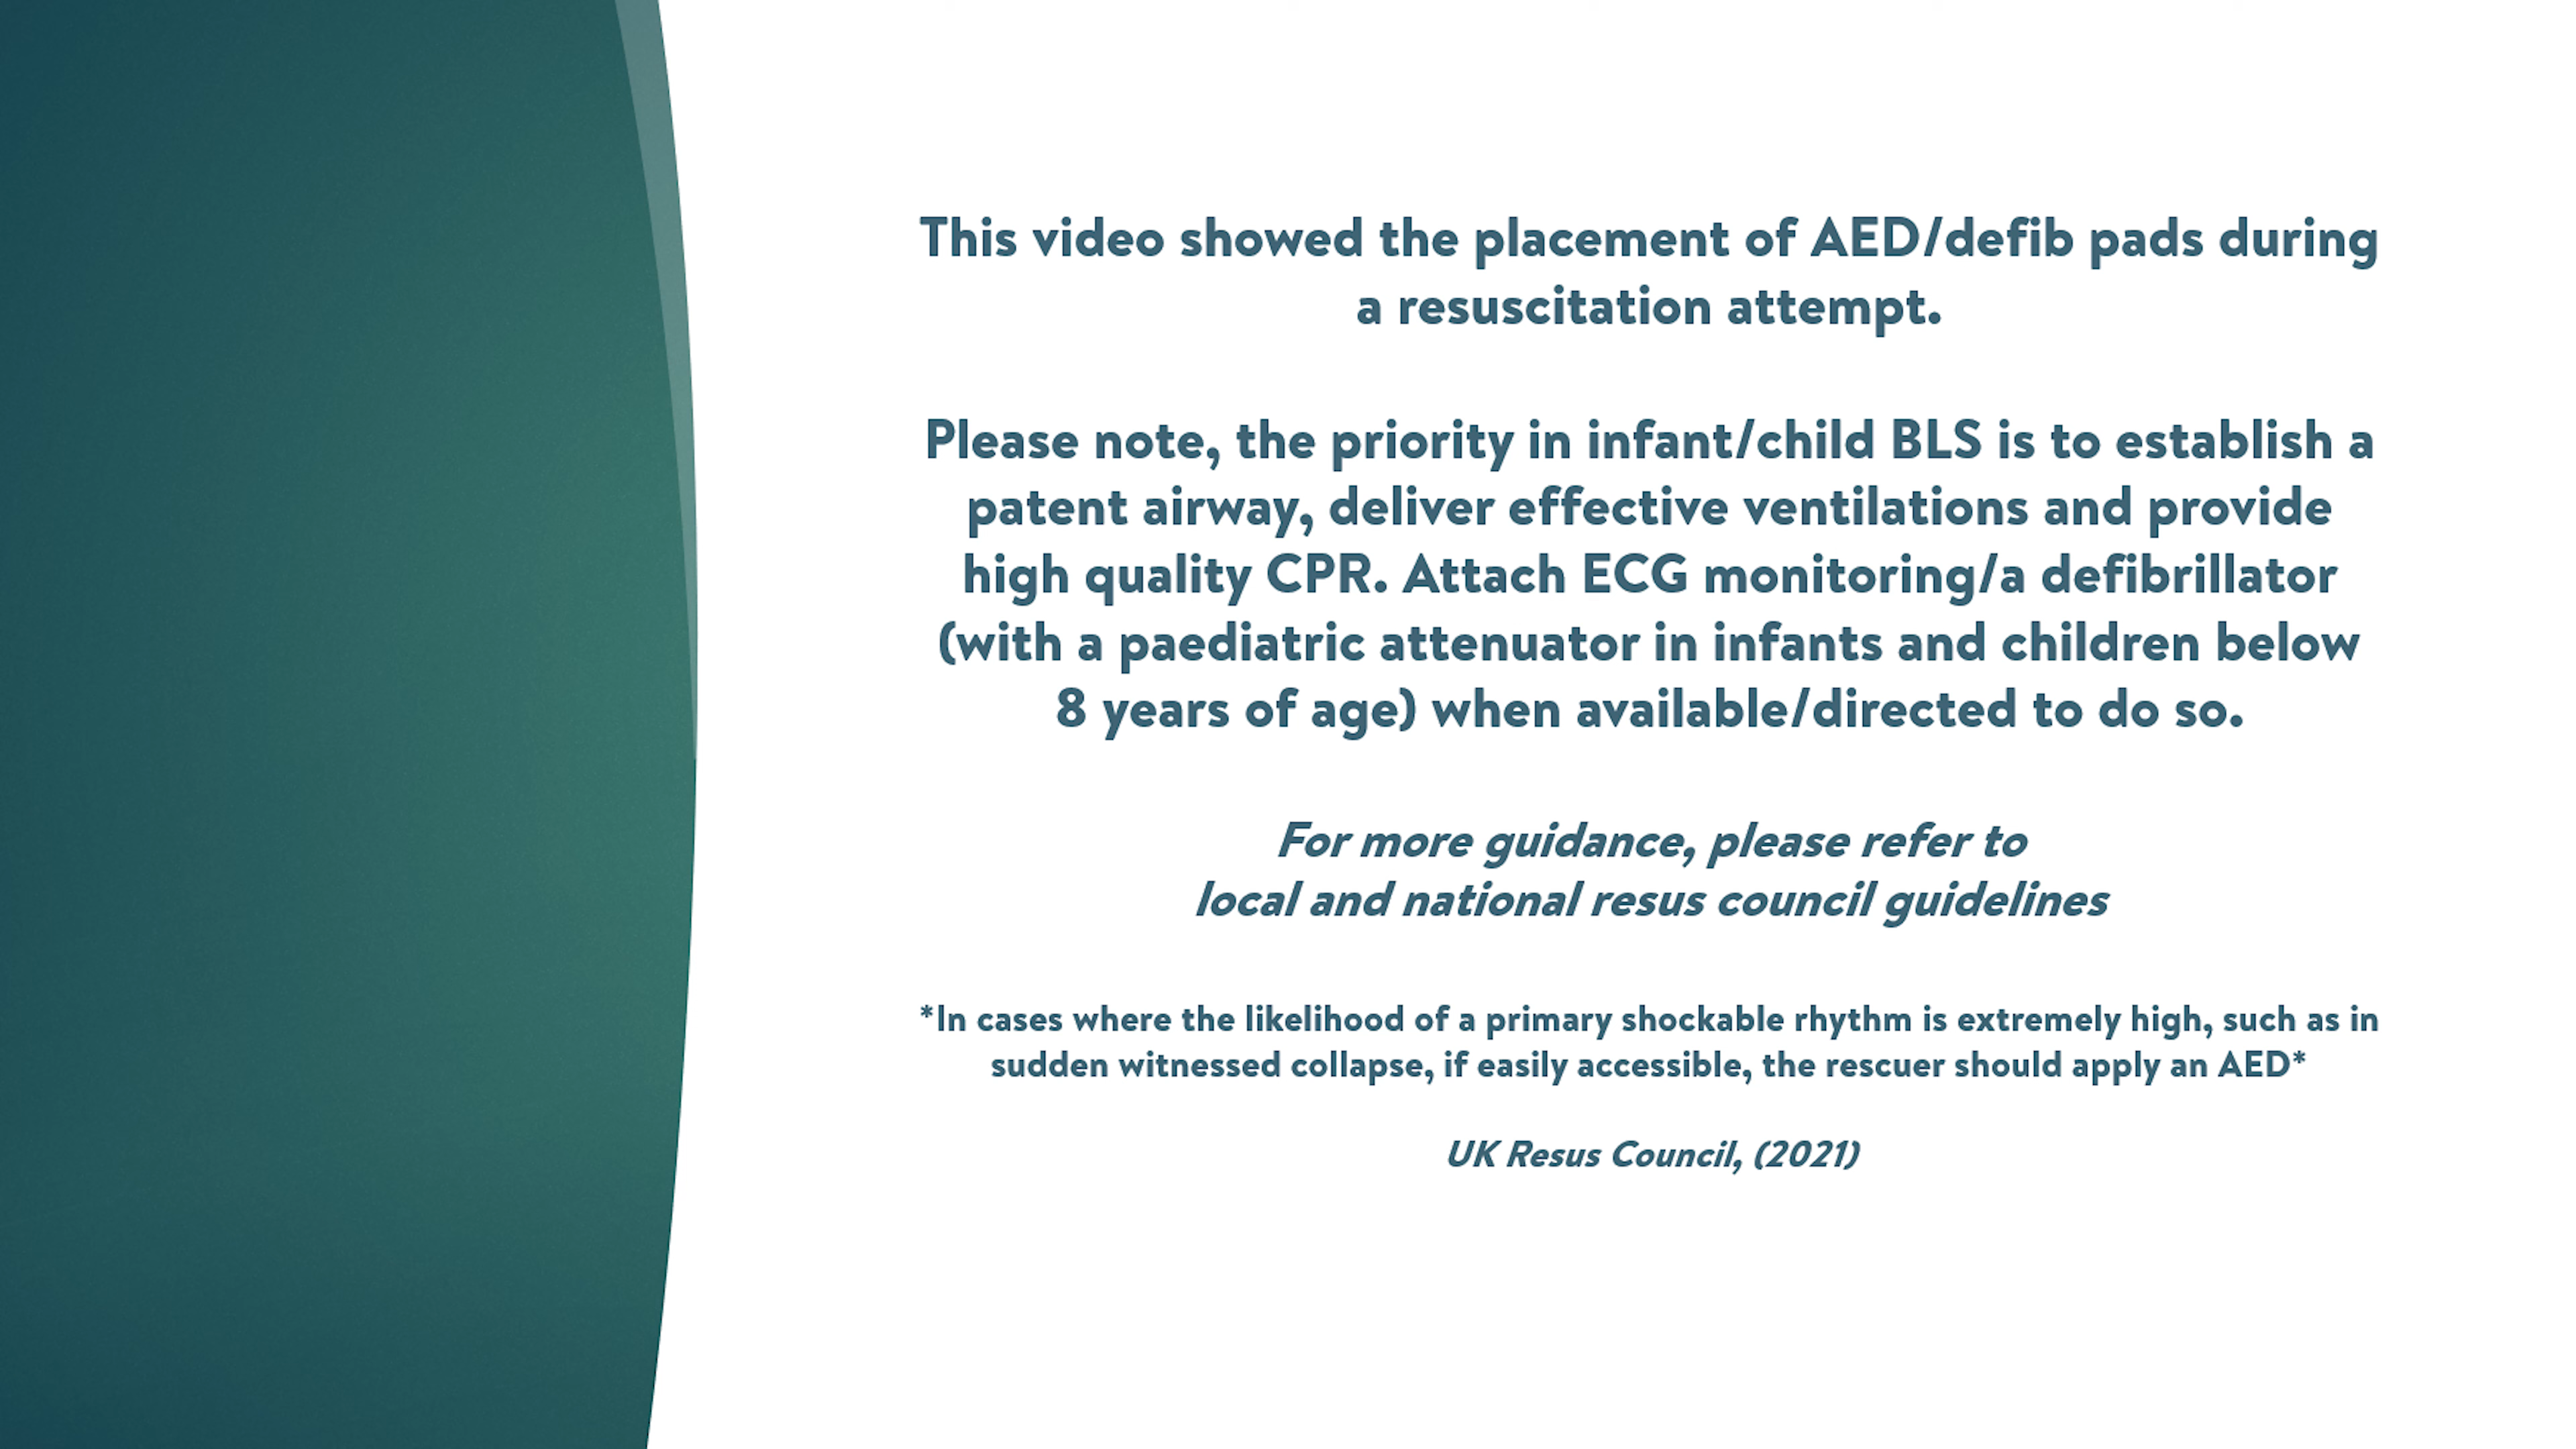 This video showed the placement of AED/defib pads during
a resuscitation attempt.
Please note, the priority in infant/child BLS is to establish a
patent airway, deliver effective ventilations and provide
high quality CPR. Attach ECG monitoring/a defibrillator
(with a paediatric attenuator in infants and children below
8 years of age) when available/directed to do so.
For more guidance, please refer to
local and national resus council guidelines
*In cases where the likelihood of a primary shockable rhythm is extremely high, such as in
sudden witnessed collapse, if easily accessible, the rescuer should apply an AED*
UK Resus Council, (2021)